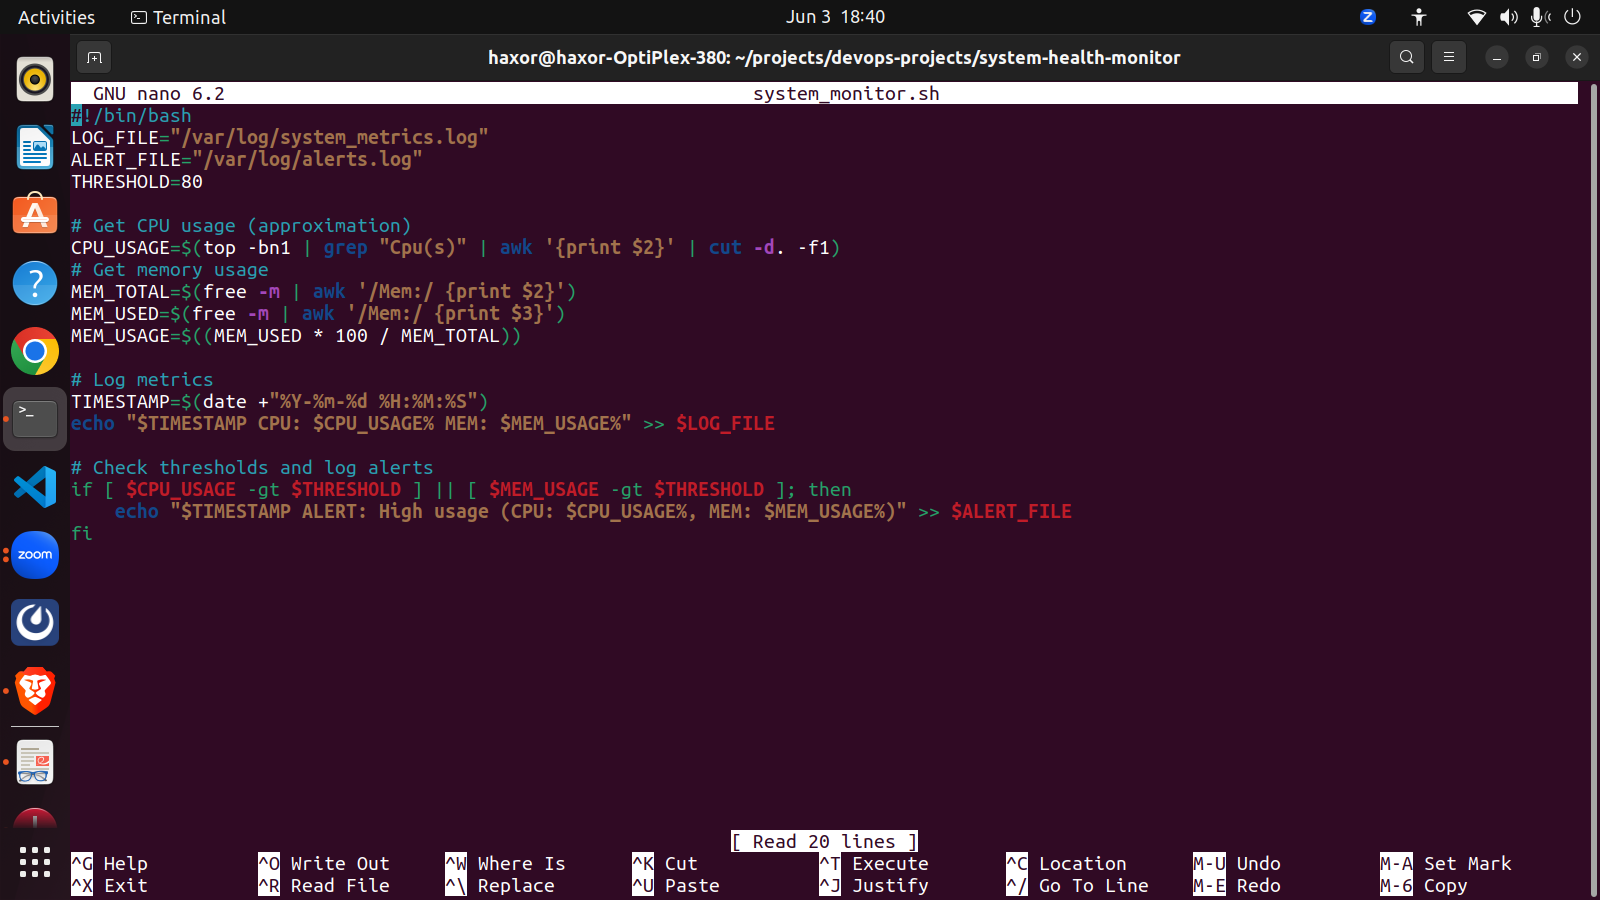 Activities Terminal Jun 3 18:40
haxor@haxor-OptiPlex-380: ~/projects/devops-projects/system-health-monitor
GNU nano 6.2 system_monitor.sh
#!/bin/bash
LOG_FILE="/var/log/system_metrics.log"
ALERT_FILE="/var/log/alerts.log"
THRESHOLD=80

# Get CPU usage (approximation)
CPU_USAGE=$(top -bn1 | grep "Cpu(s)" | awk '{print $2}' | cut -d. -f1)
# Get memory usage
MEM_TOTAL=$(free -m | awk '/Mem:/ {print $2}')
MEM_USED=$(free -m | awk '/Mem:/ {print $3}')
MEM_USAGE=$((MEM_USED * 100 / MEM_TOTAL))

# Log metrics
TIMESTAMP=$(date +"%Y-%m-%d %H:%M:%S")
echo "$TIMESTAMP CPU: $CPU_USAGE% MEM: $MEM_USAGE%" >> $LOG_FILE

# Check thresholds and log alerts
if [ $CPU_USAGE -gt $THRESHOLD ] || [ $MEM_USAGE -gt $THRESHOLD ]; then
    echo "$TIMESTAMP ALERT: High usage (CPU: $CPU_USAGE%, MEM: $MEM_USAGE%)" >> $ALERT_FILE
fi
zoom
[ Read 20 lines ]
^G Help ^O Write Out ^W Where Is ^K Cut ^T Execute ^C Location M-U Undo M-A Set Mark
^X Exit ^R Read File ^\ Replace ^U Paste ^J Justify ^/ Go To Line M-E Redo M-6 Copy